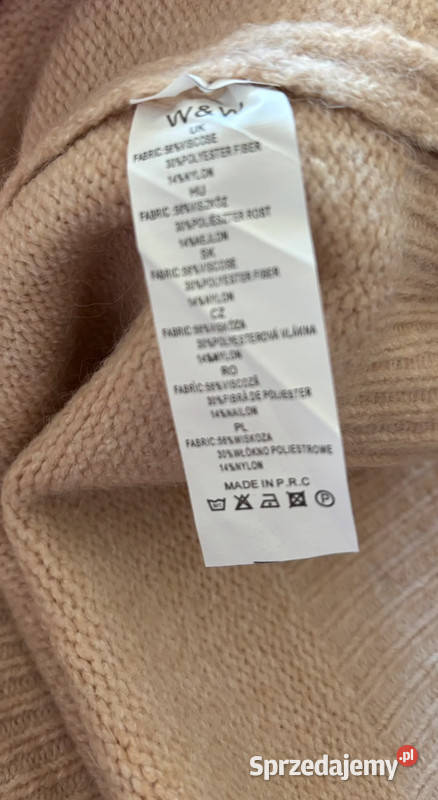 W & W
UK
FABRIC:56%VISCOSE
30%POLYESTER FIBER
14%NYLON
HU
FABRIC:56%VISZKÓZ
30%POLIÉSZTER ROST
14%NEJLON
SK
FABRIC:56%VISCOSE
30%POLYESTER FIBER
14%NYLON
CZ
FABRIC:56%VISKÓZA
30%POLYESTEROVÁ VLÁKNA
14%NYLON
RO
FABRIC:56%VISCOZĂ
30%FIBRĂ DE POLIESTER
14%NAILON
PL
FABRIC:56%WISKOZA
30%WŁÓKNO POLIESTROWE
14%NYLON
MADE IN P.R.C
P
Sprzedajemy.pl